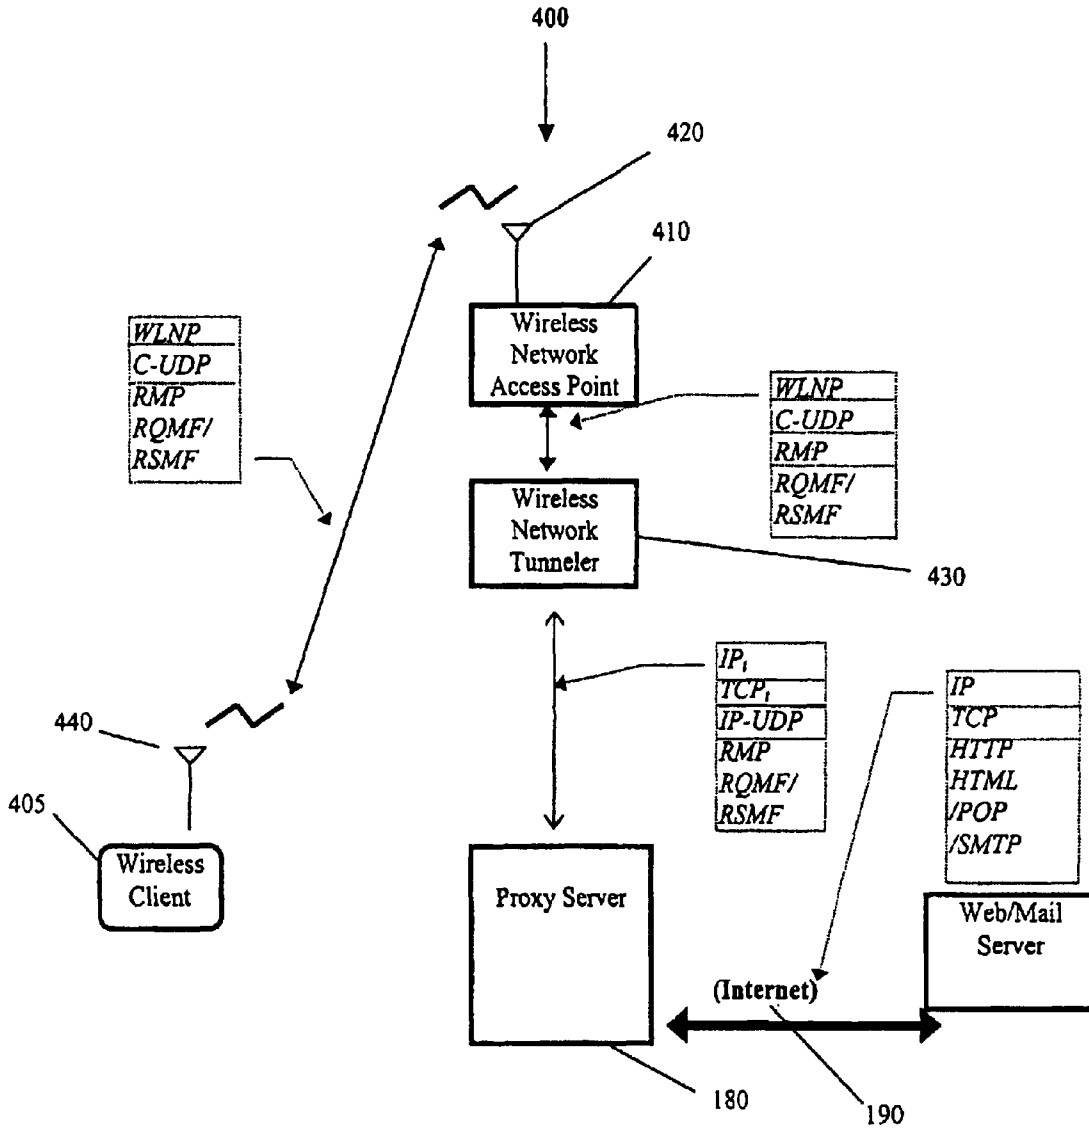 400
420
410
Wireless
Network
Access Point
WLNP
C-UDP
RMP
RQMF/
RSMF
WLNP
C-UDP
RMP
RQMF/
RSMF
Wireless
Network
Tunneler
430
IPt
TCPt
IP-UDP
RMP
RQMF/
RSMF
IP
TCP
HTTP
HTML
/POP
/SMTP
440
405
Wireless
Client
Proxy Server
Web/Mail
Server
(Internet)
180
190